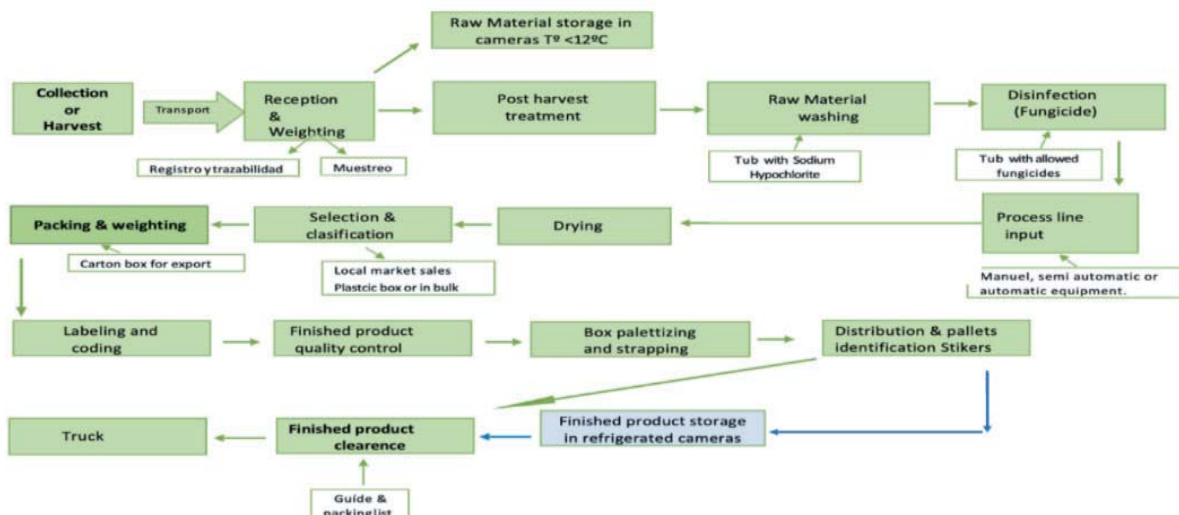 Raw Material storage in
cameras Tº <12ºC
Collection
or
Harvest
Transport
Reception
&
Weighting
Post harvest
treatment
Raw Material
washing
Disinfection
(Fungicide)
Registro y trazabilidad
Muestreo
Tub with Sodium
Hypochlorite
Tub with allowed
fungicides
Packing & weighting
Selection &
clasification
Drying
Process line
input
Carton box for export
Local market sales
Plastcic box or in bulk
Manuel, semi automatic or
automatic equipment.
Labeling and
coding
Finished product
quality control
Box palettizing
and strapping
Distribution & pallets
identification Stikers
Truck
Finished product
clearence
Finished product storage
in refrigerated cameras
Guíde &
packing list